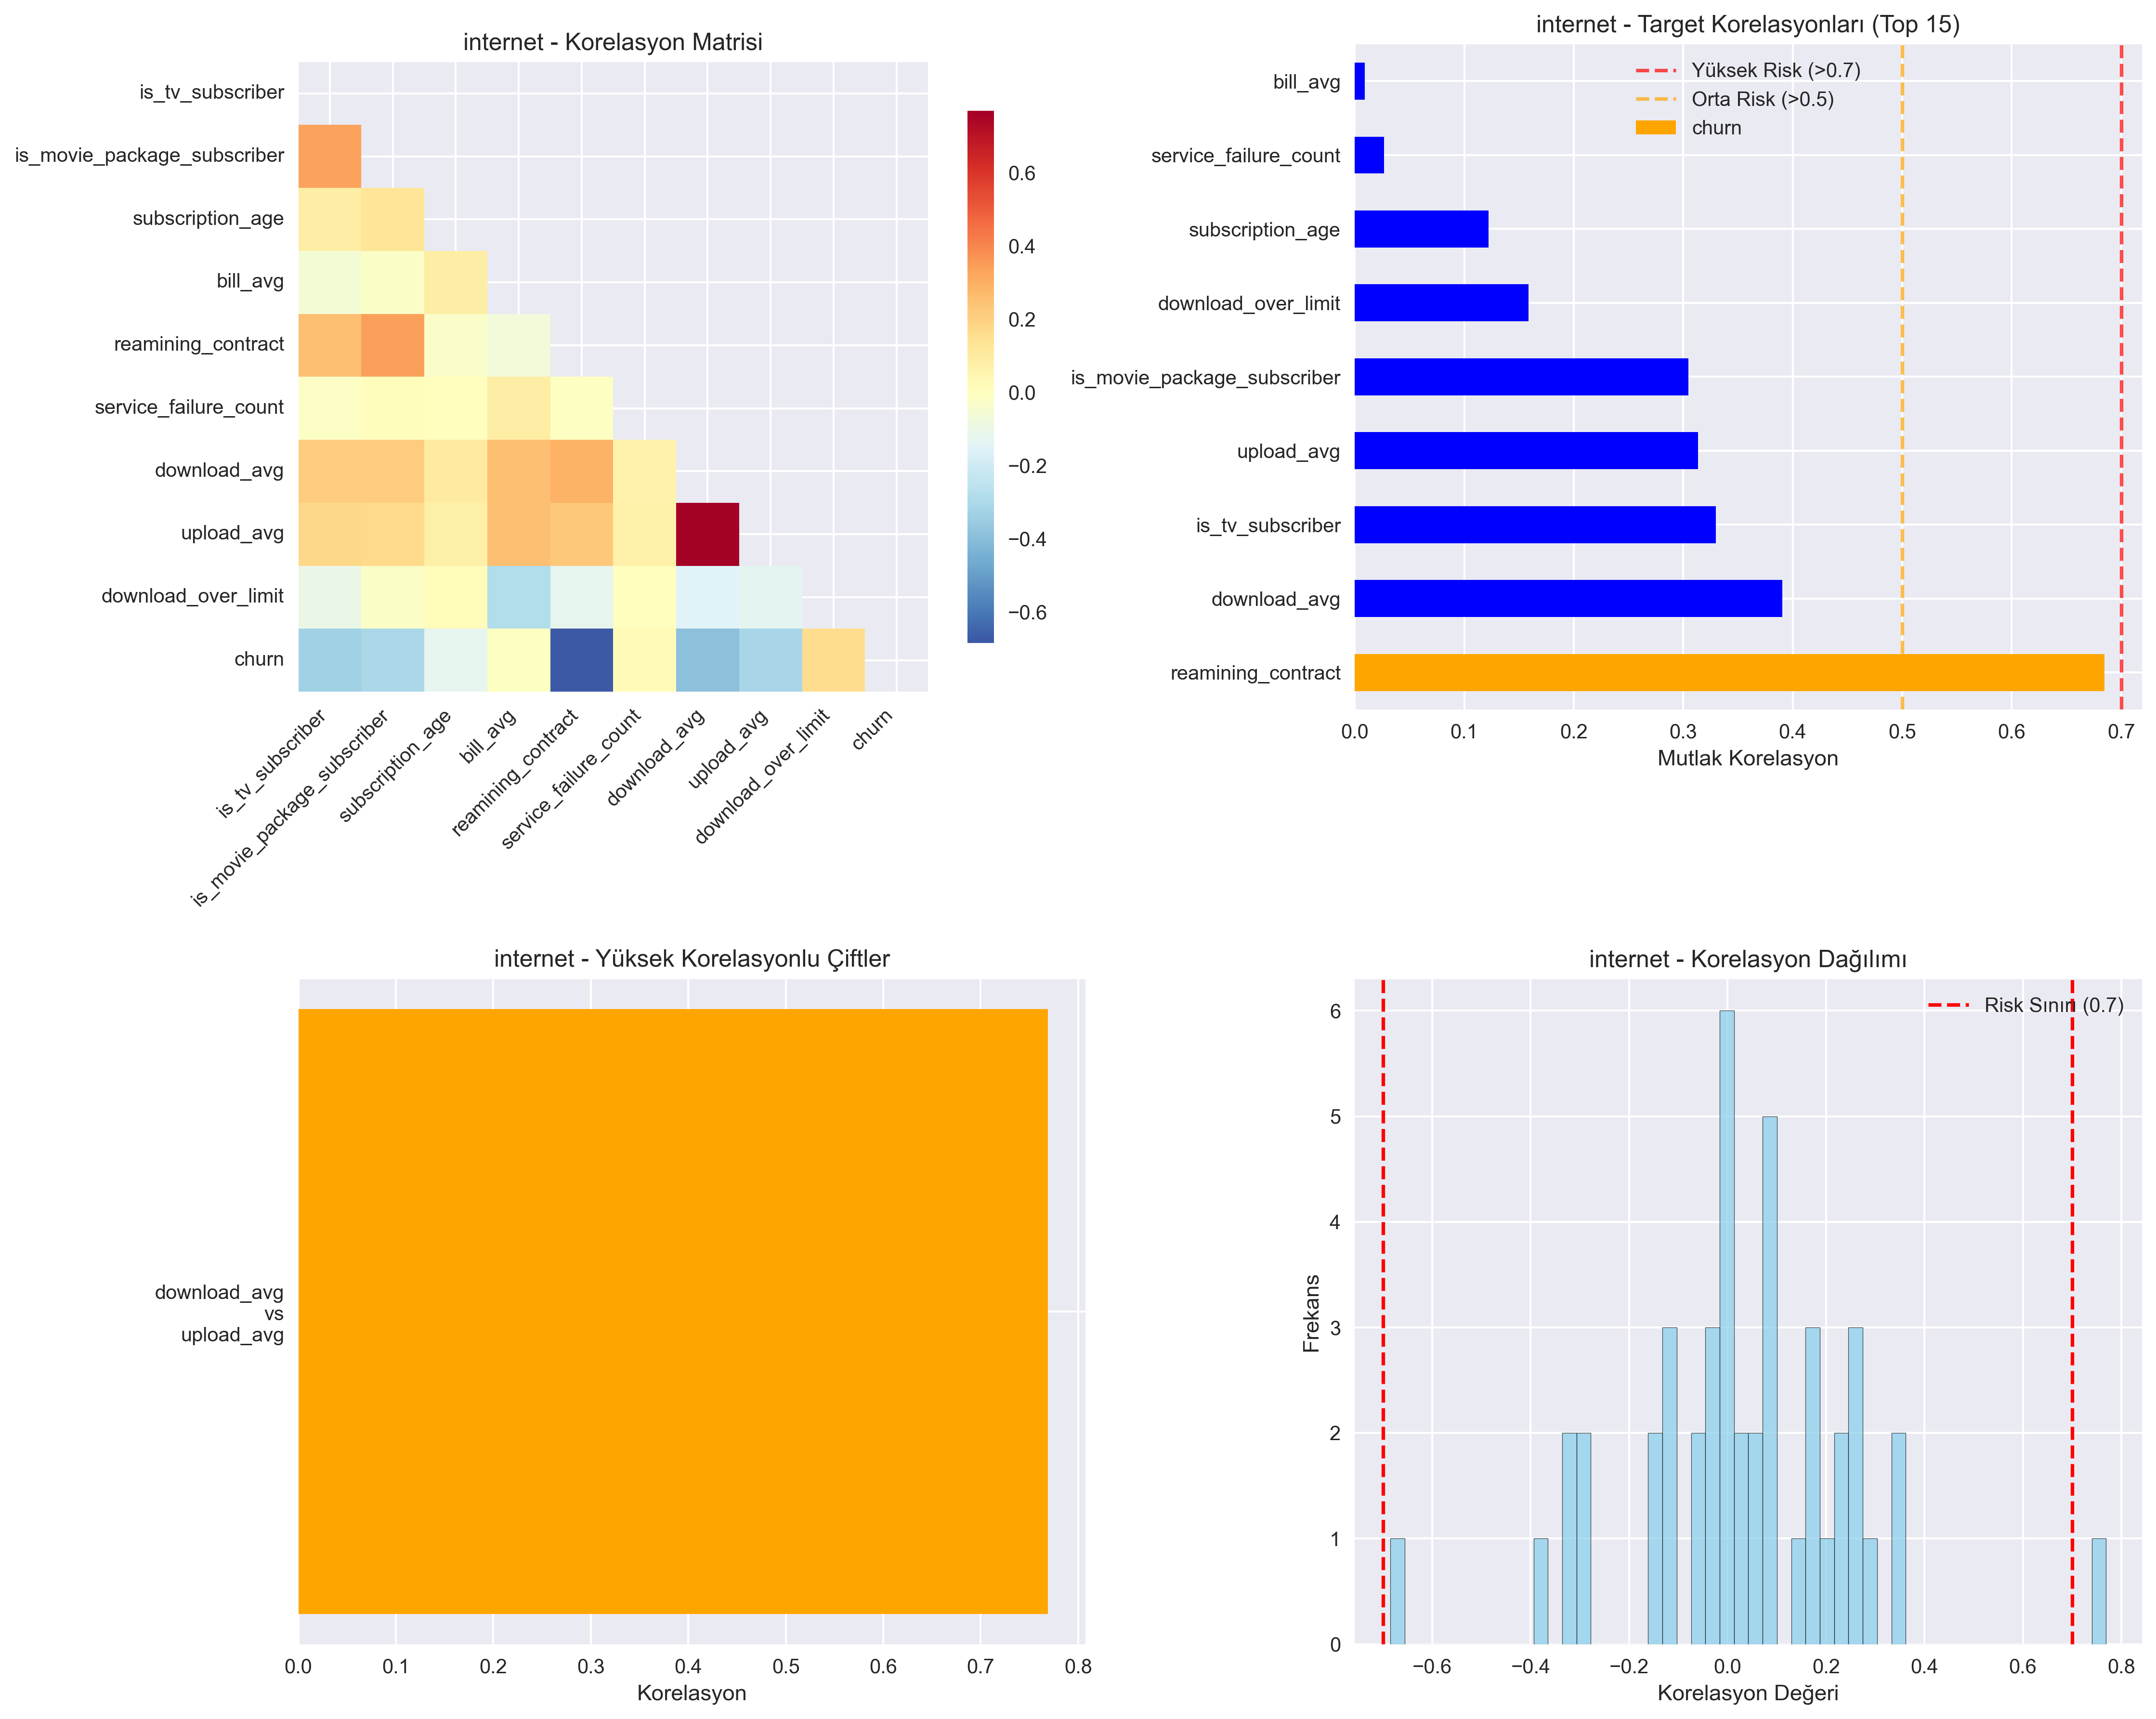 internet - Korelasyon Matrisi
is_tv_subscriber
is_movie_package_subscriber
subscription_age
bill_avg
reamining_contract
service_failure_count
download_avg
upload_avg
download_over_limit
churn
is_tv_subscriber
is_movie_package_subscriber
subscription_age
bill_avg
reamining_contract
service_failure_count
download_avg
upload_avg
download_over_limit
churn
0.6
0.4
0.2
0.0
−0.2
−0.4
−0.6
internet - Target Korelasyonları (Top 15)
Yüksek Risk (>0.7)
Orta Risk (>0.5)
churn
bill_avg
service_failure_count
subscription_age
download_over_limit
is_movie_package_subscriber
upload_avg
is_tv_subscriber
download_avg
reamining_contract
0.0 0.1 0.2 0.3 0.4 0.5 0.6 0.7
Mutlak Korelasyon
internet - Yüksek Korelasyonlu Çiftler
download_avg
vs
upload_avg
0.0 0.1 0.2 0.3 0.4 0.5 0.6 0.7 0.8
Korelasyon
internet - Korelasyon Dağılımı
Risk Sınırı (0.7)
Frekans
6
5
4
3
2
1
0
−0.6 −0.4 −0.2 0.0 0.2 0.4 0.6 0.8
Korelasyon Değeri